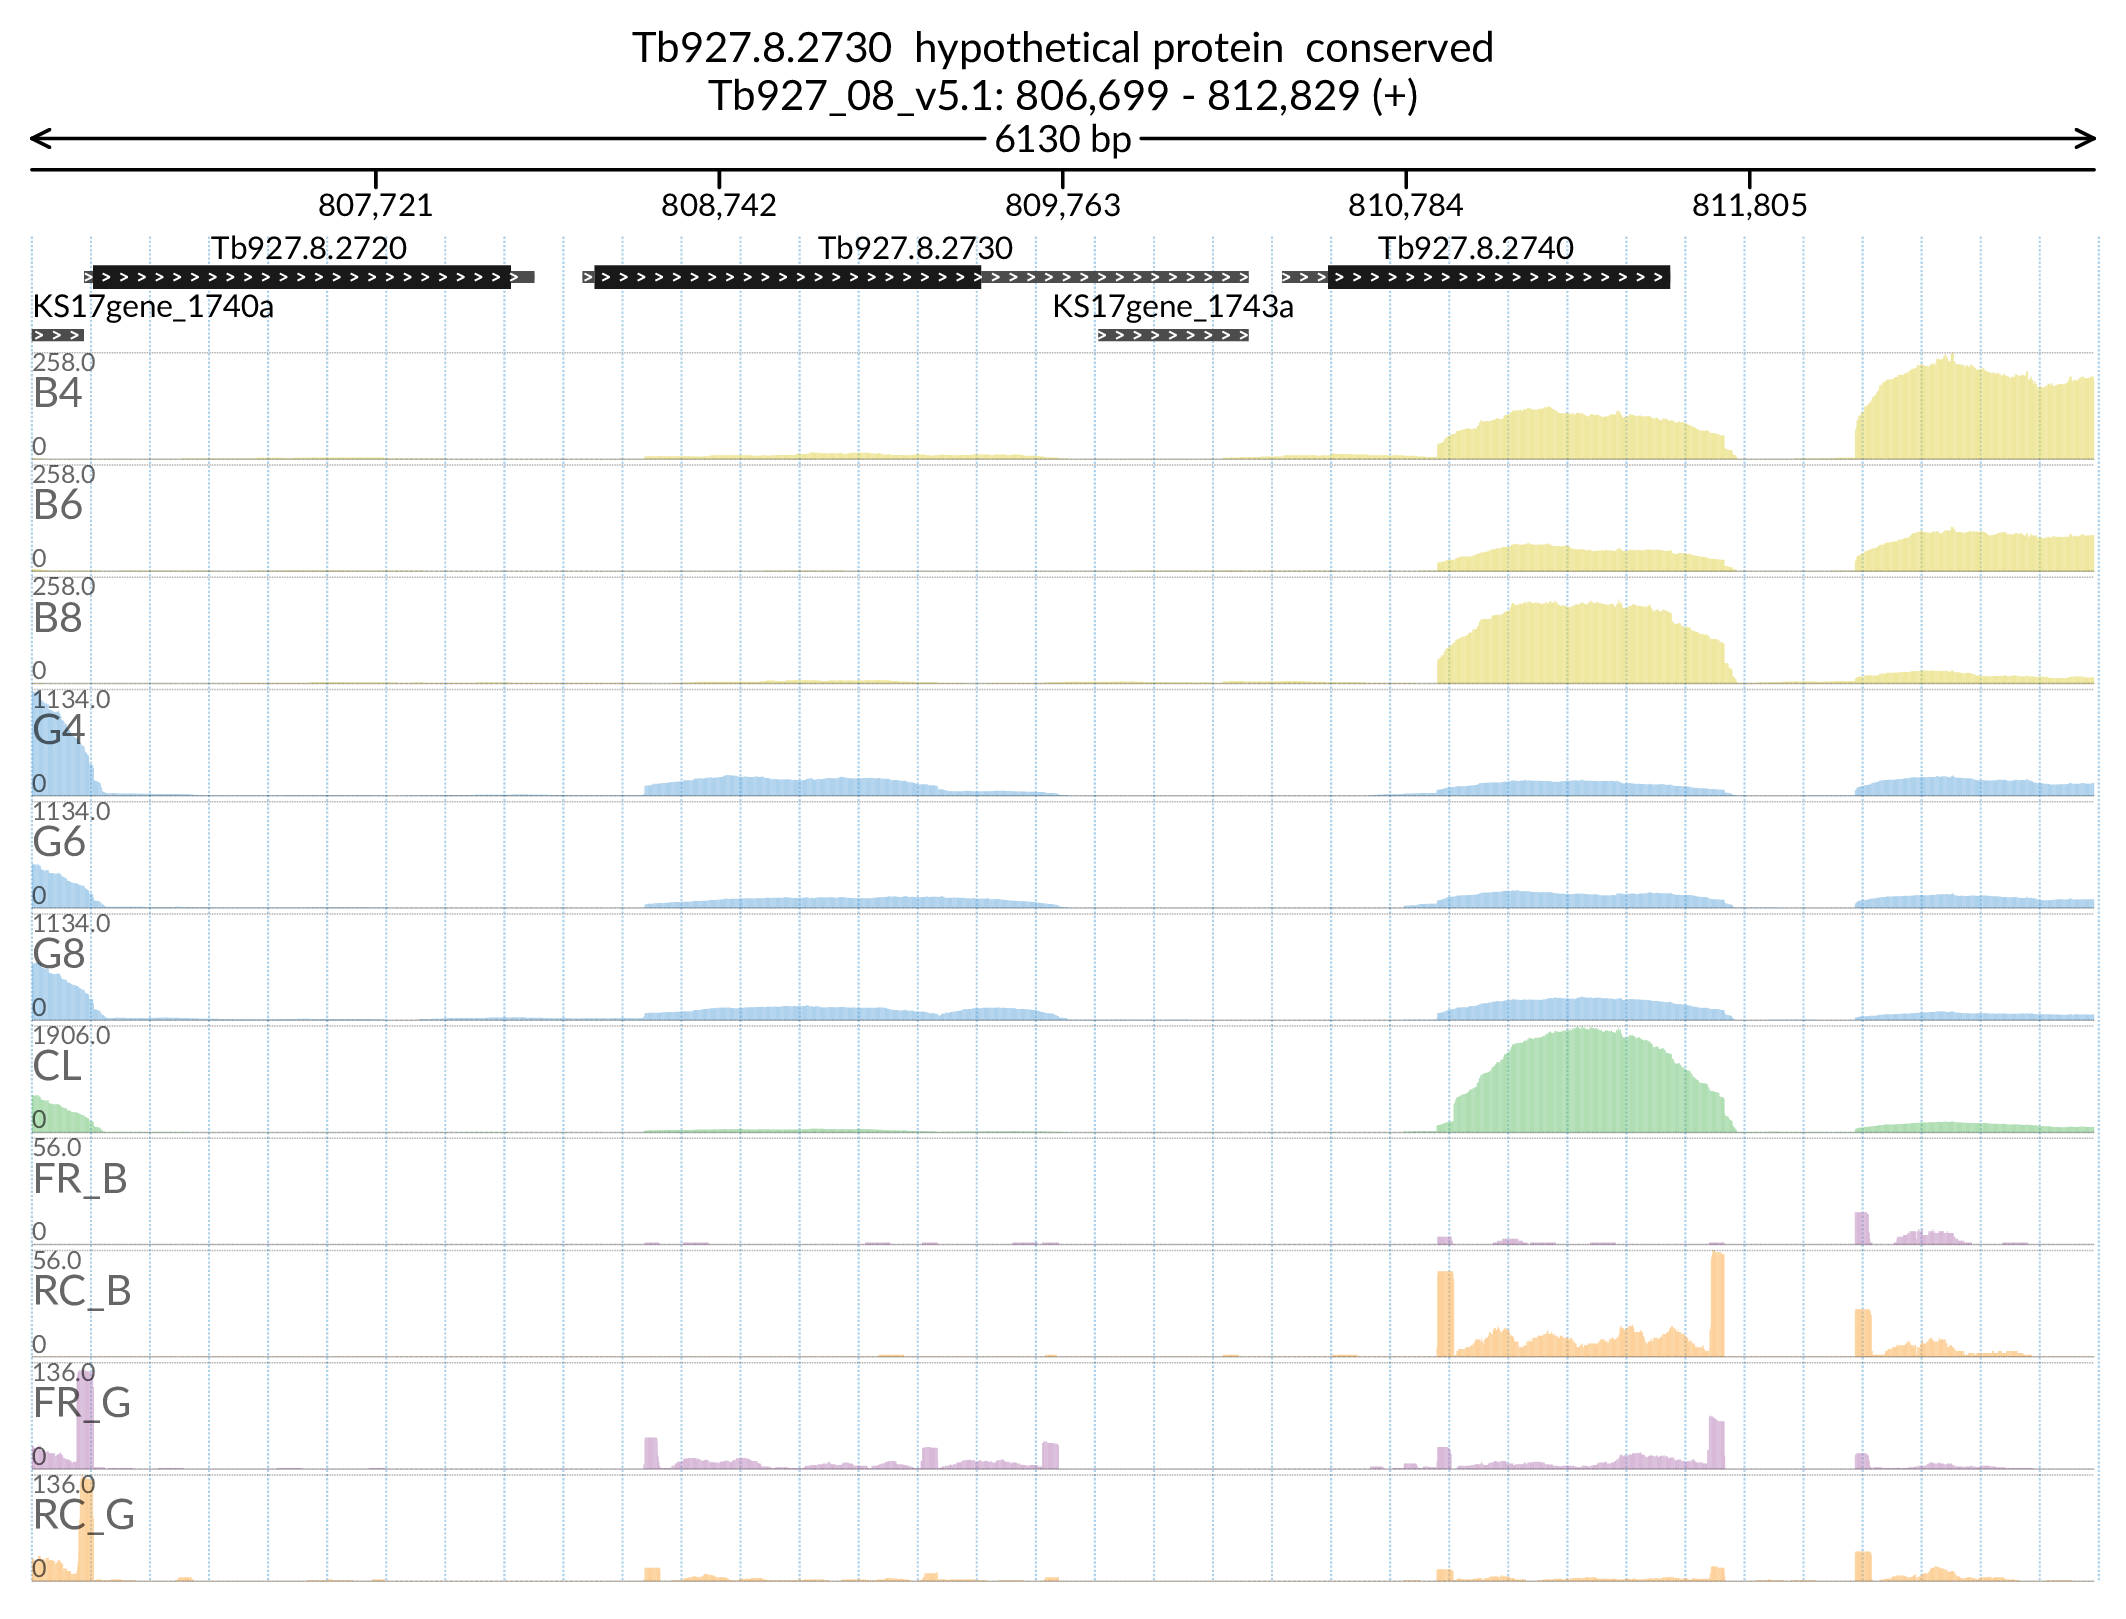 Tb927.8.2730  hypothetical protein  conserved
Tb927_08_v5.1: 806,699 - 812,829 (+)
6130 bp
807,721 808,742 809,763 810,784 811,805
Tb927.8.2720 Tb927.8.2730 Tb927.8.2740
KS17gene_1740a KS17gene_1743a
258.0
B4
0
258.0
B6
0
258.0
B8
0
1134.0
G4
0
1134.0
G6
0
1134.0
G8
0
1906.0
CL
0
56.0
FR_B
0
56.0
RC_B
0
136.0
FR_G
0
136.0
RC_G
0